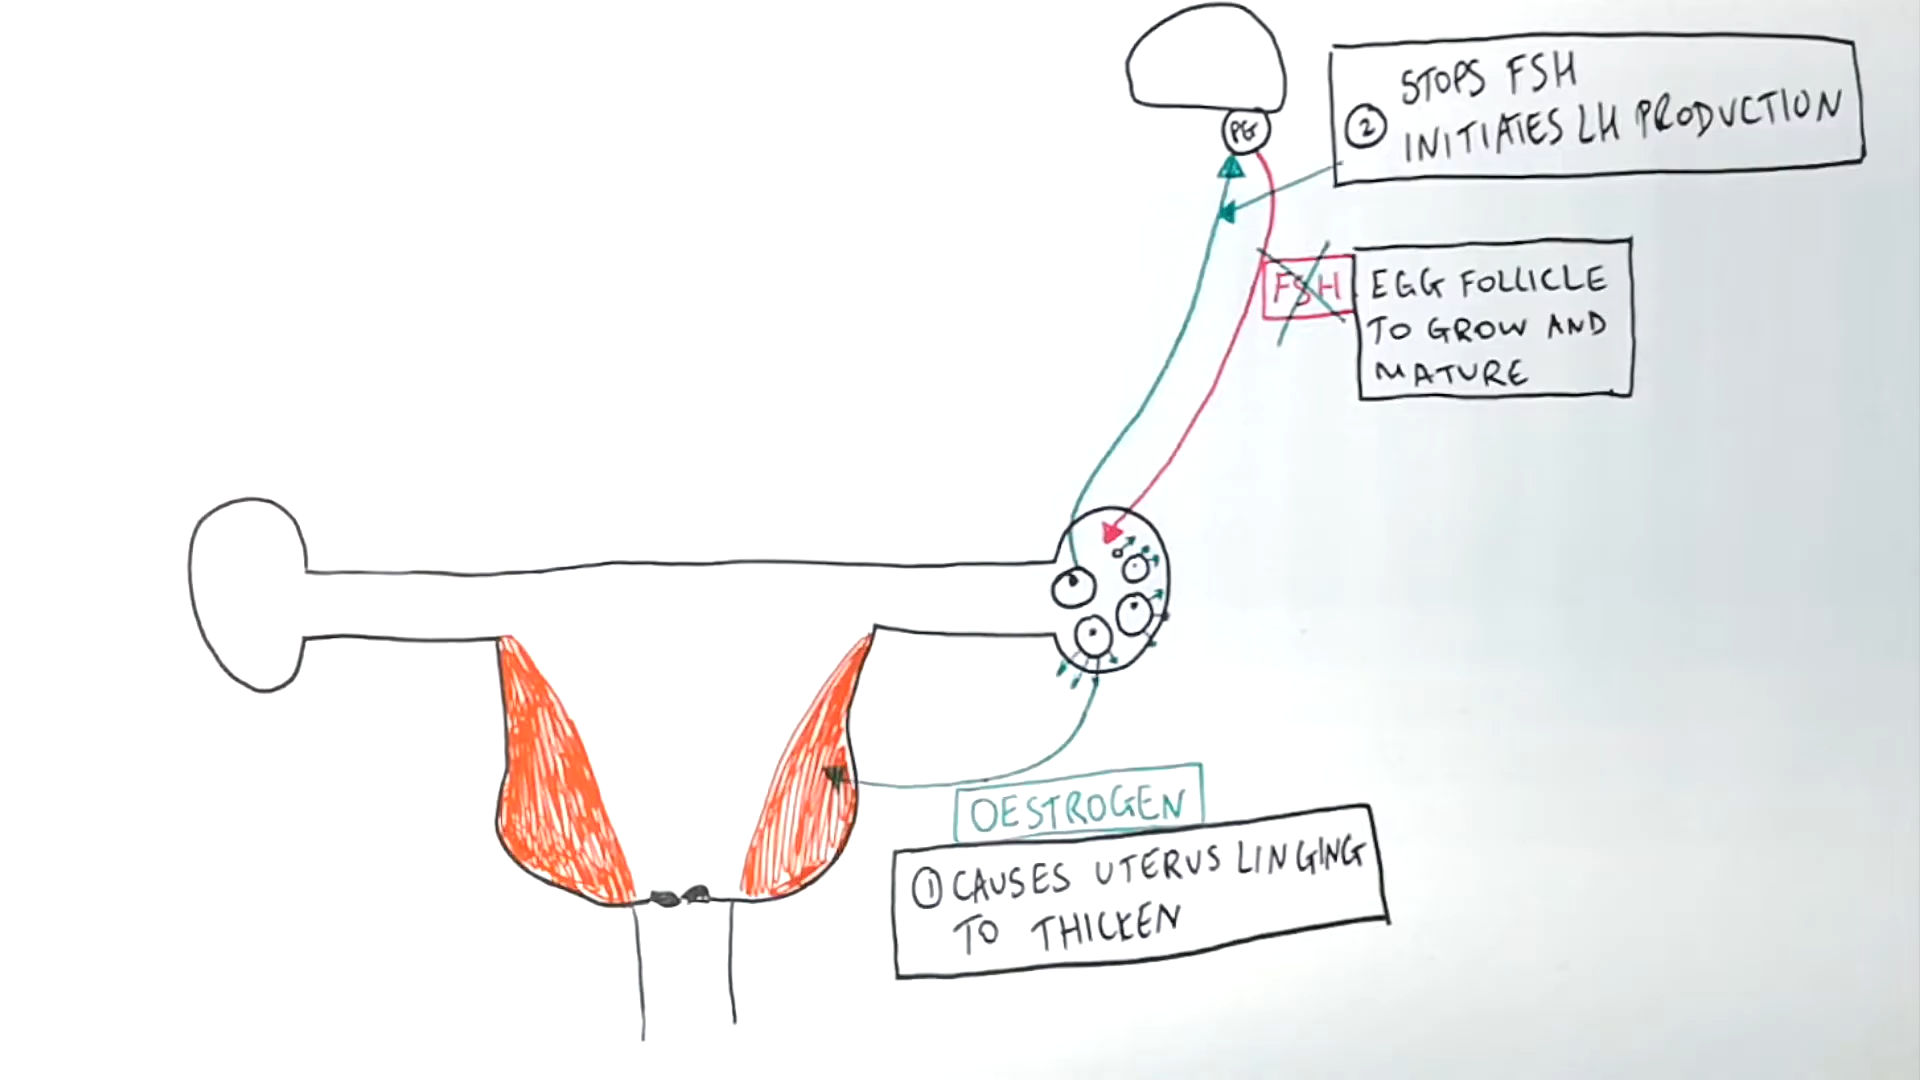 PG
② STOPS FSH
INITIATES LH PRODUCTION
FSH
EGG FOLLICLE
TO GROW AND
MATURE
OESTROGEN
① CAUSES UTERUS LINGING
TO THICKEN